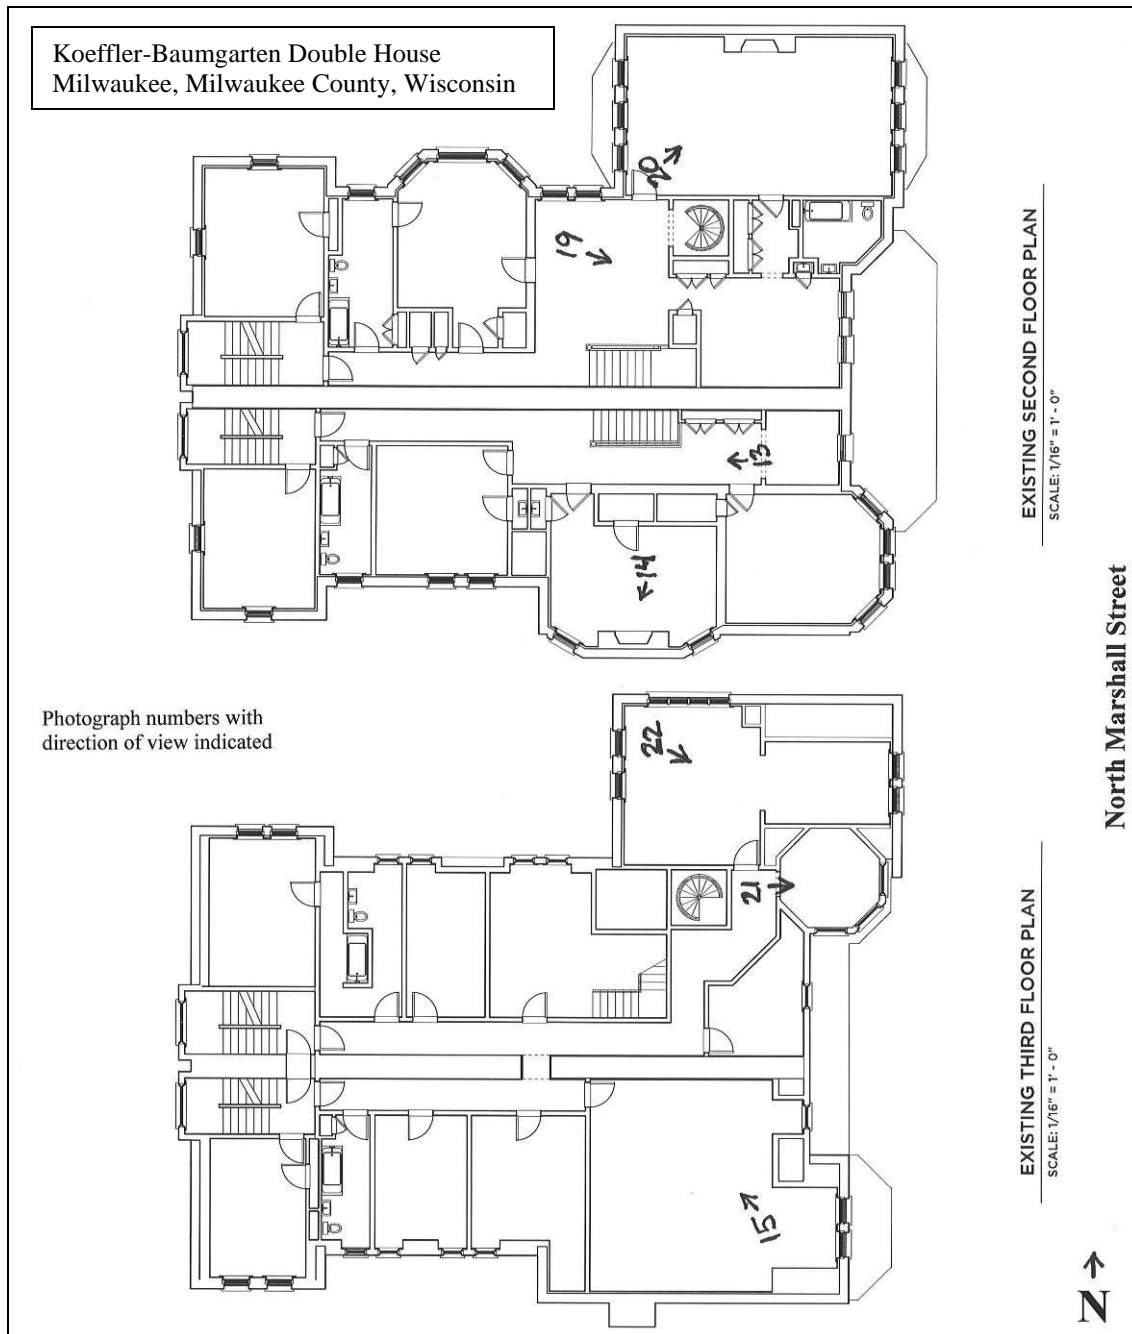 Koeffler-Baumgarten Double House
Milwaukee, Milwaukee County, Wisconsin
20
19
13
14
EXISTING SECOND FLOOR PLAN
SCALE: 1/16" = 1' - 0"
North Marshall Street
Photograph numbers with
direction of view indicated
22
21
15
EXISTING THIRD FLOOR PLAN
SCALE: 1/16" = 1' - 0"
N